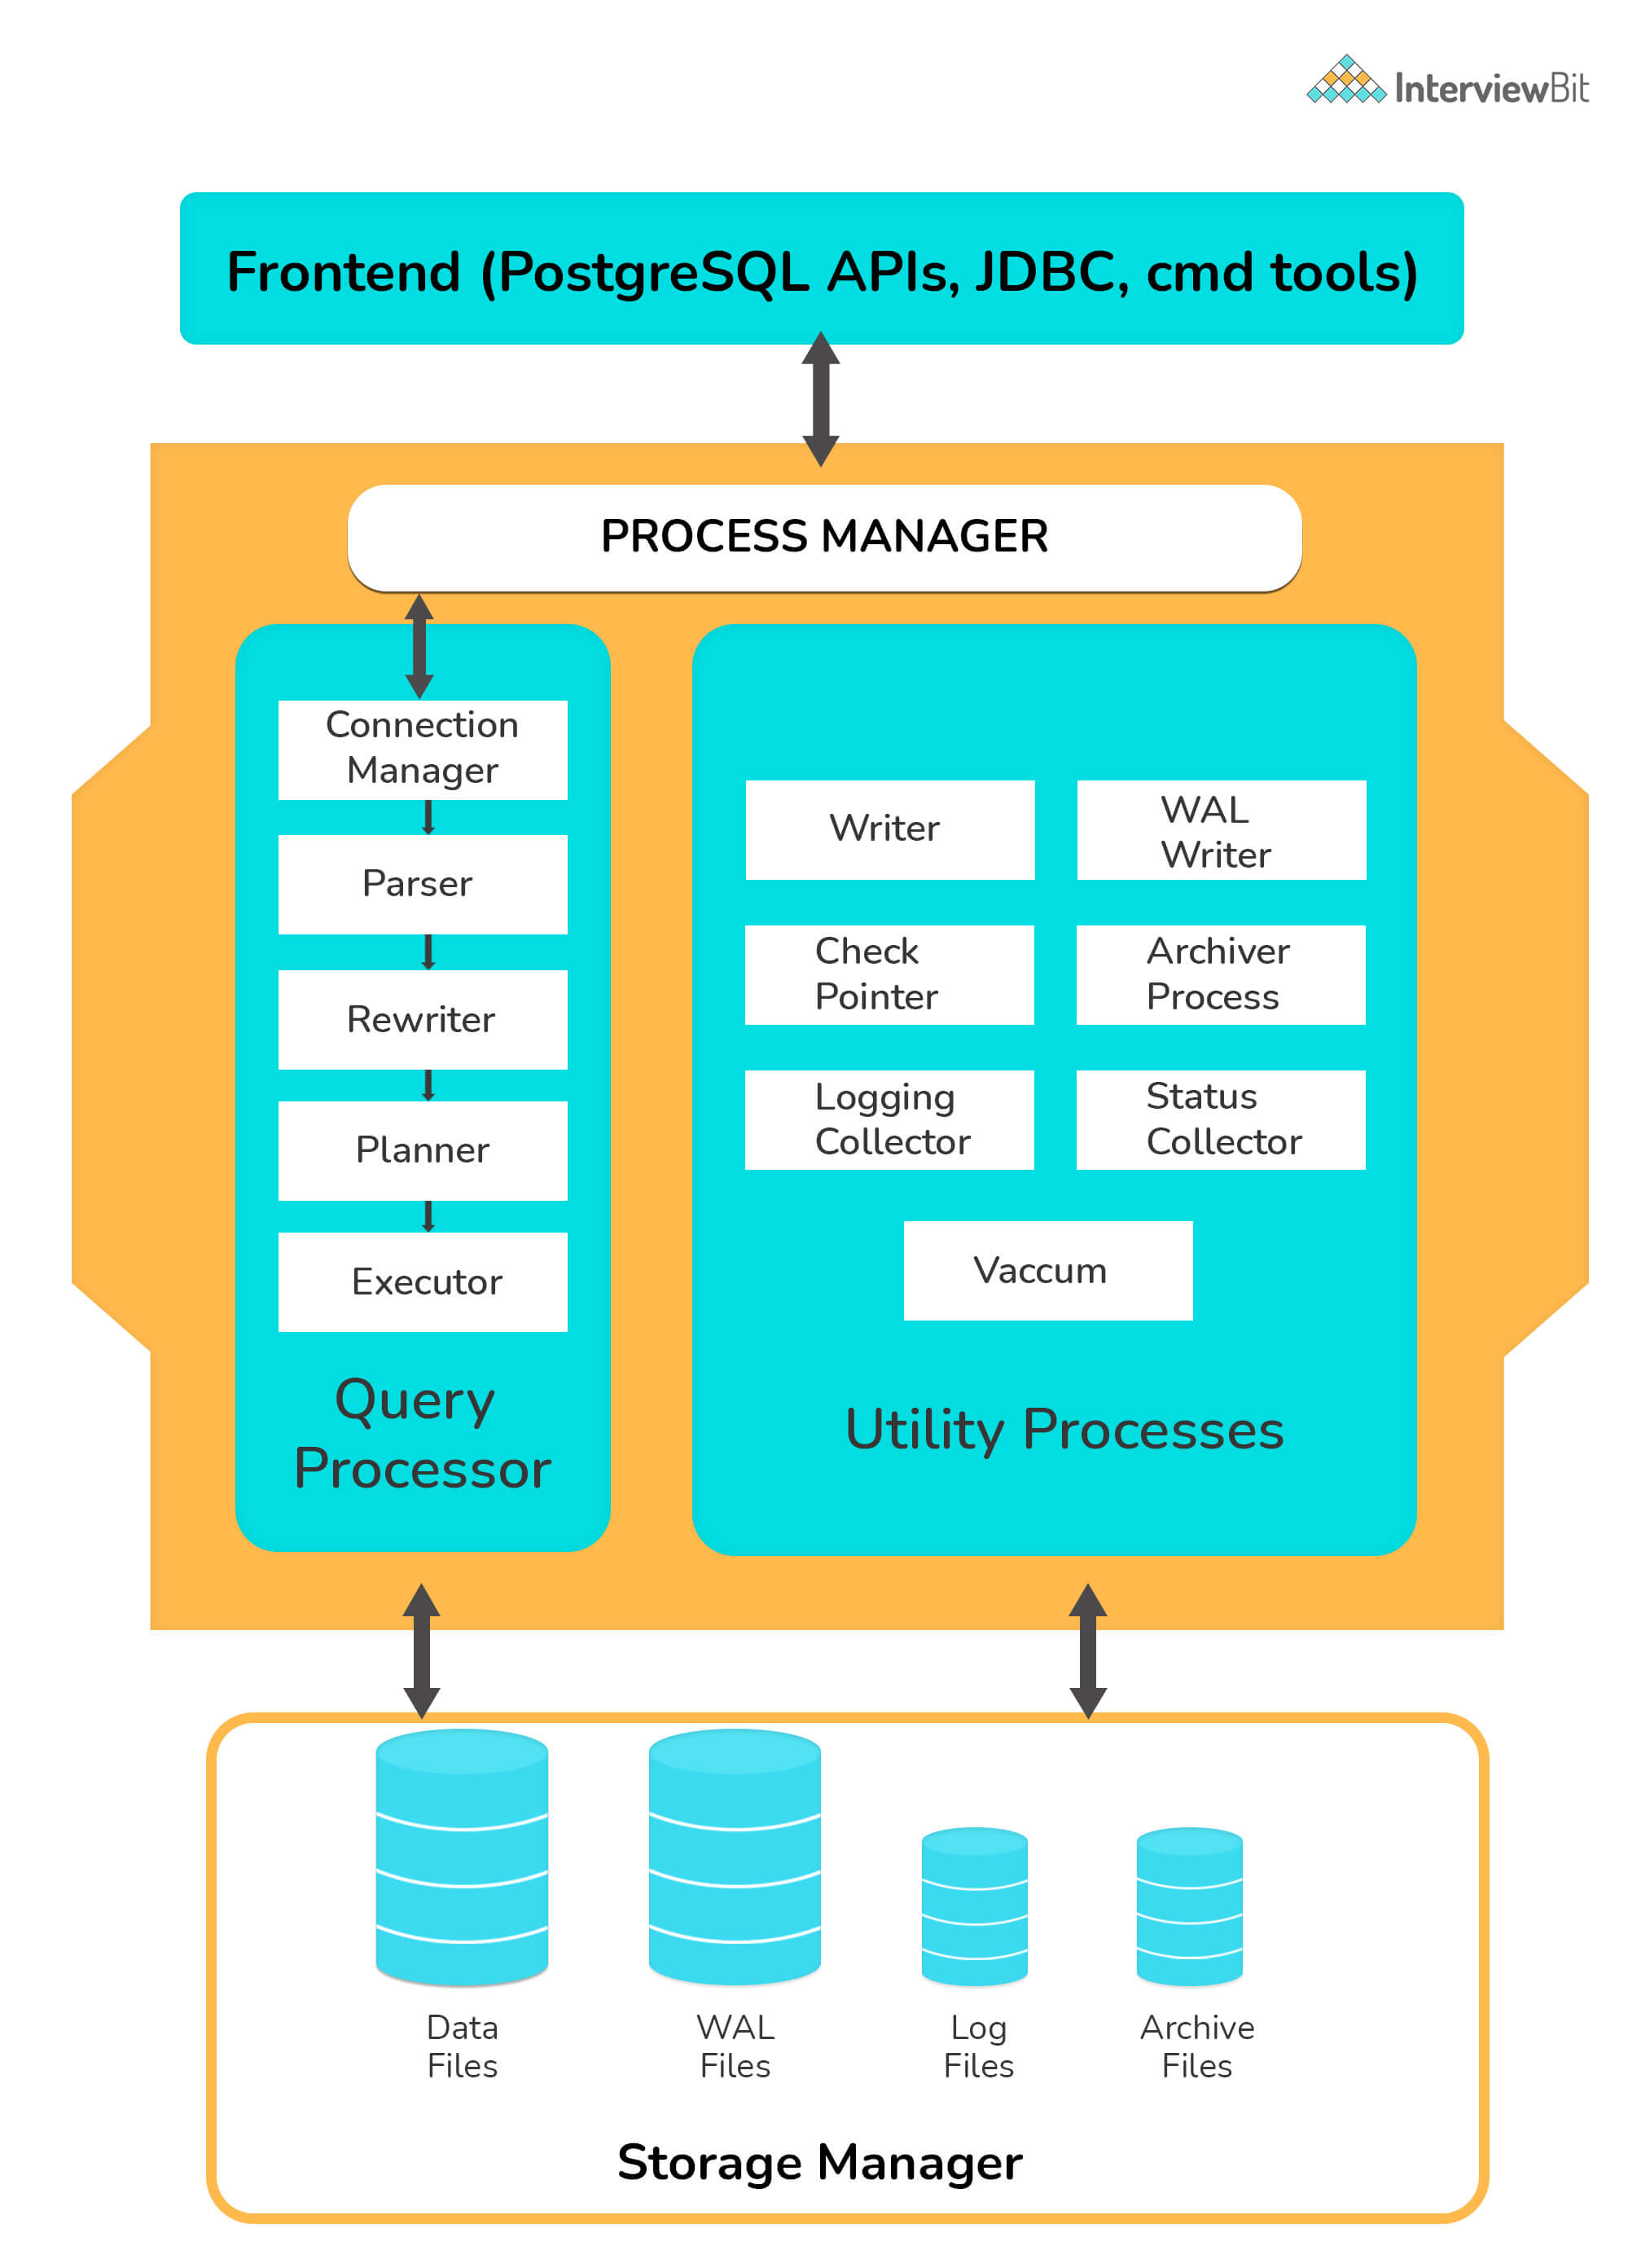 InterviewBit
Frontend (PostgreSQL APIs, JDBC, cmd tools)
PROCESS MANAGER
Connection
Manager
Parser
Rewriter
Planner
Executor
Query
Processor
Writer
WAL
Writer
Check
Pointer
Archiver
Process
Logging
Collector
Status
Collector
Vaccum
Utility Processes
Data
Files
WAL
Files
Log
Files
Archive
Files
Storage Manager